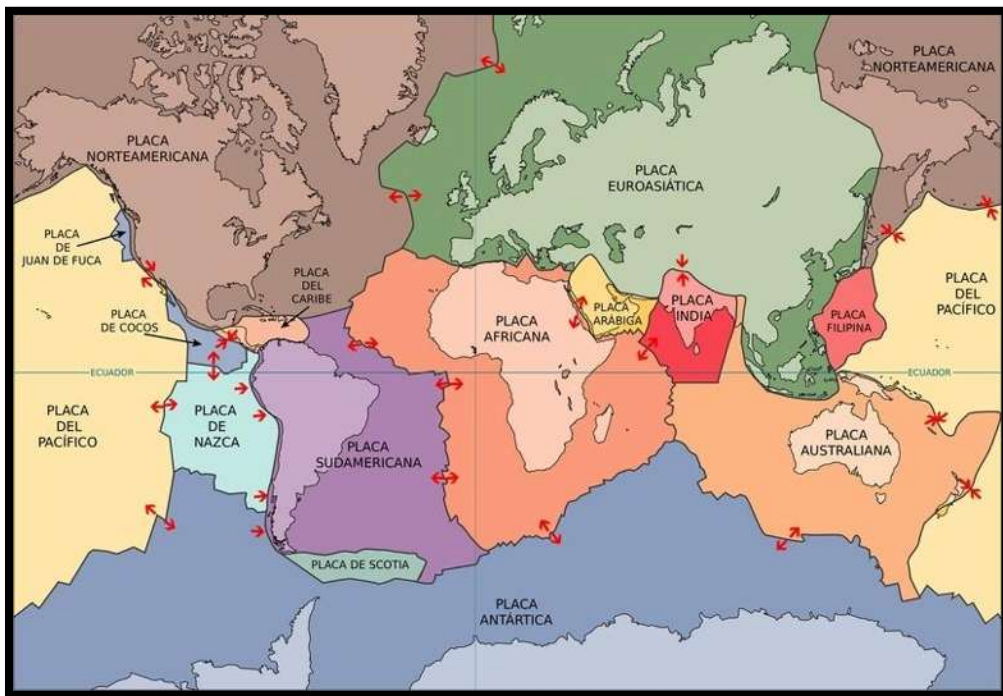 PLACA
NORTEAMERICANA
PLACA
NORTEAMERICANA
PLACA
EUROASIÁTICA
PLACA
DE
JUAN DE FUCA
PLACA
DEL
CARIBE
PLACA
DE COCOS
PLACA
ARÁBIGA
PLACA
INDIA
PLACA
FILIPINA
PLACA
DEL
PACÍFICO
PLACA
AFRICANA
ECUADOR
ECUADOR
PLACA
DEL
PACÍFICO
PLACA
DE
NAZCA
PLACA
SUDAMERICANA
PLACA
AUSTRALIANA
PLACA DE SCOTIA
PLACA
ANTÁRTICA